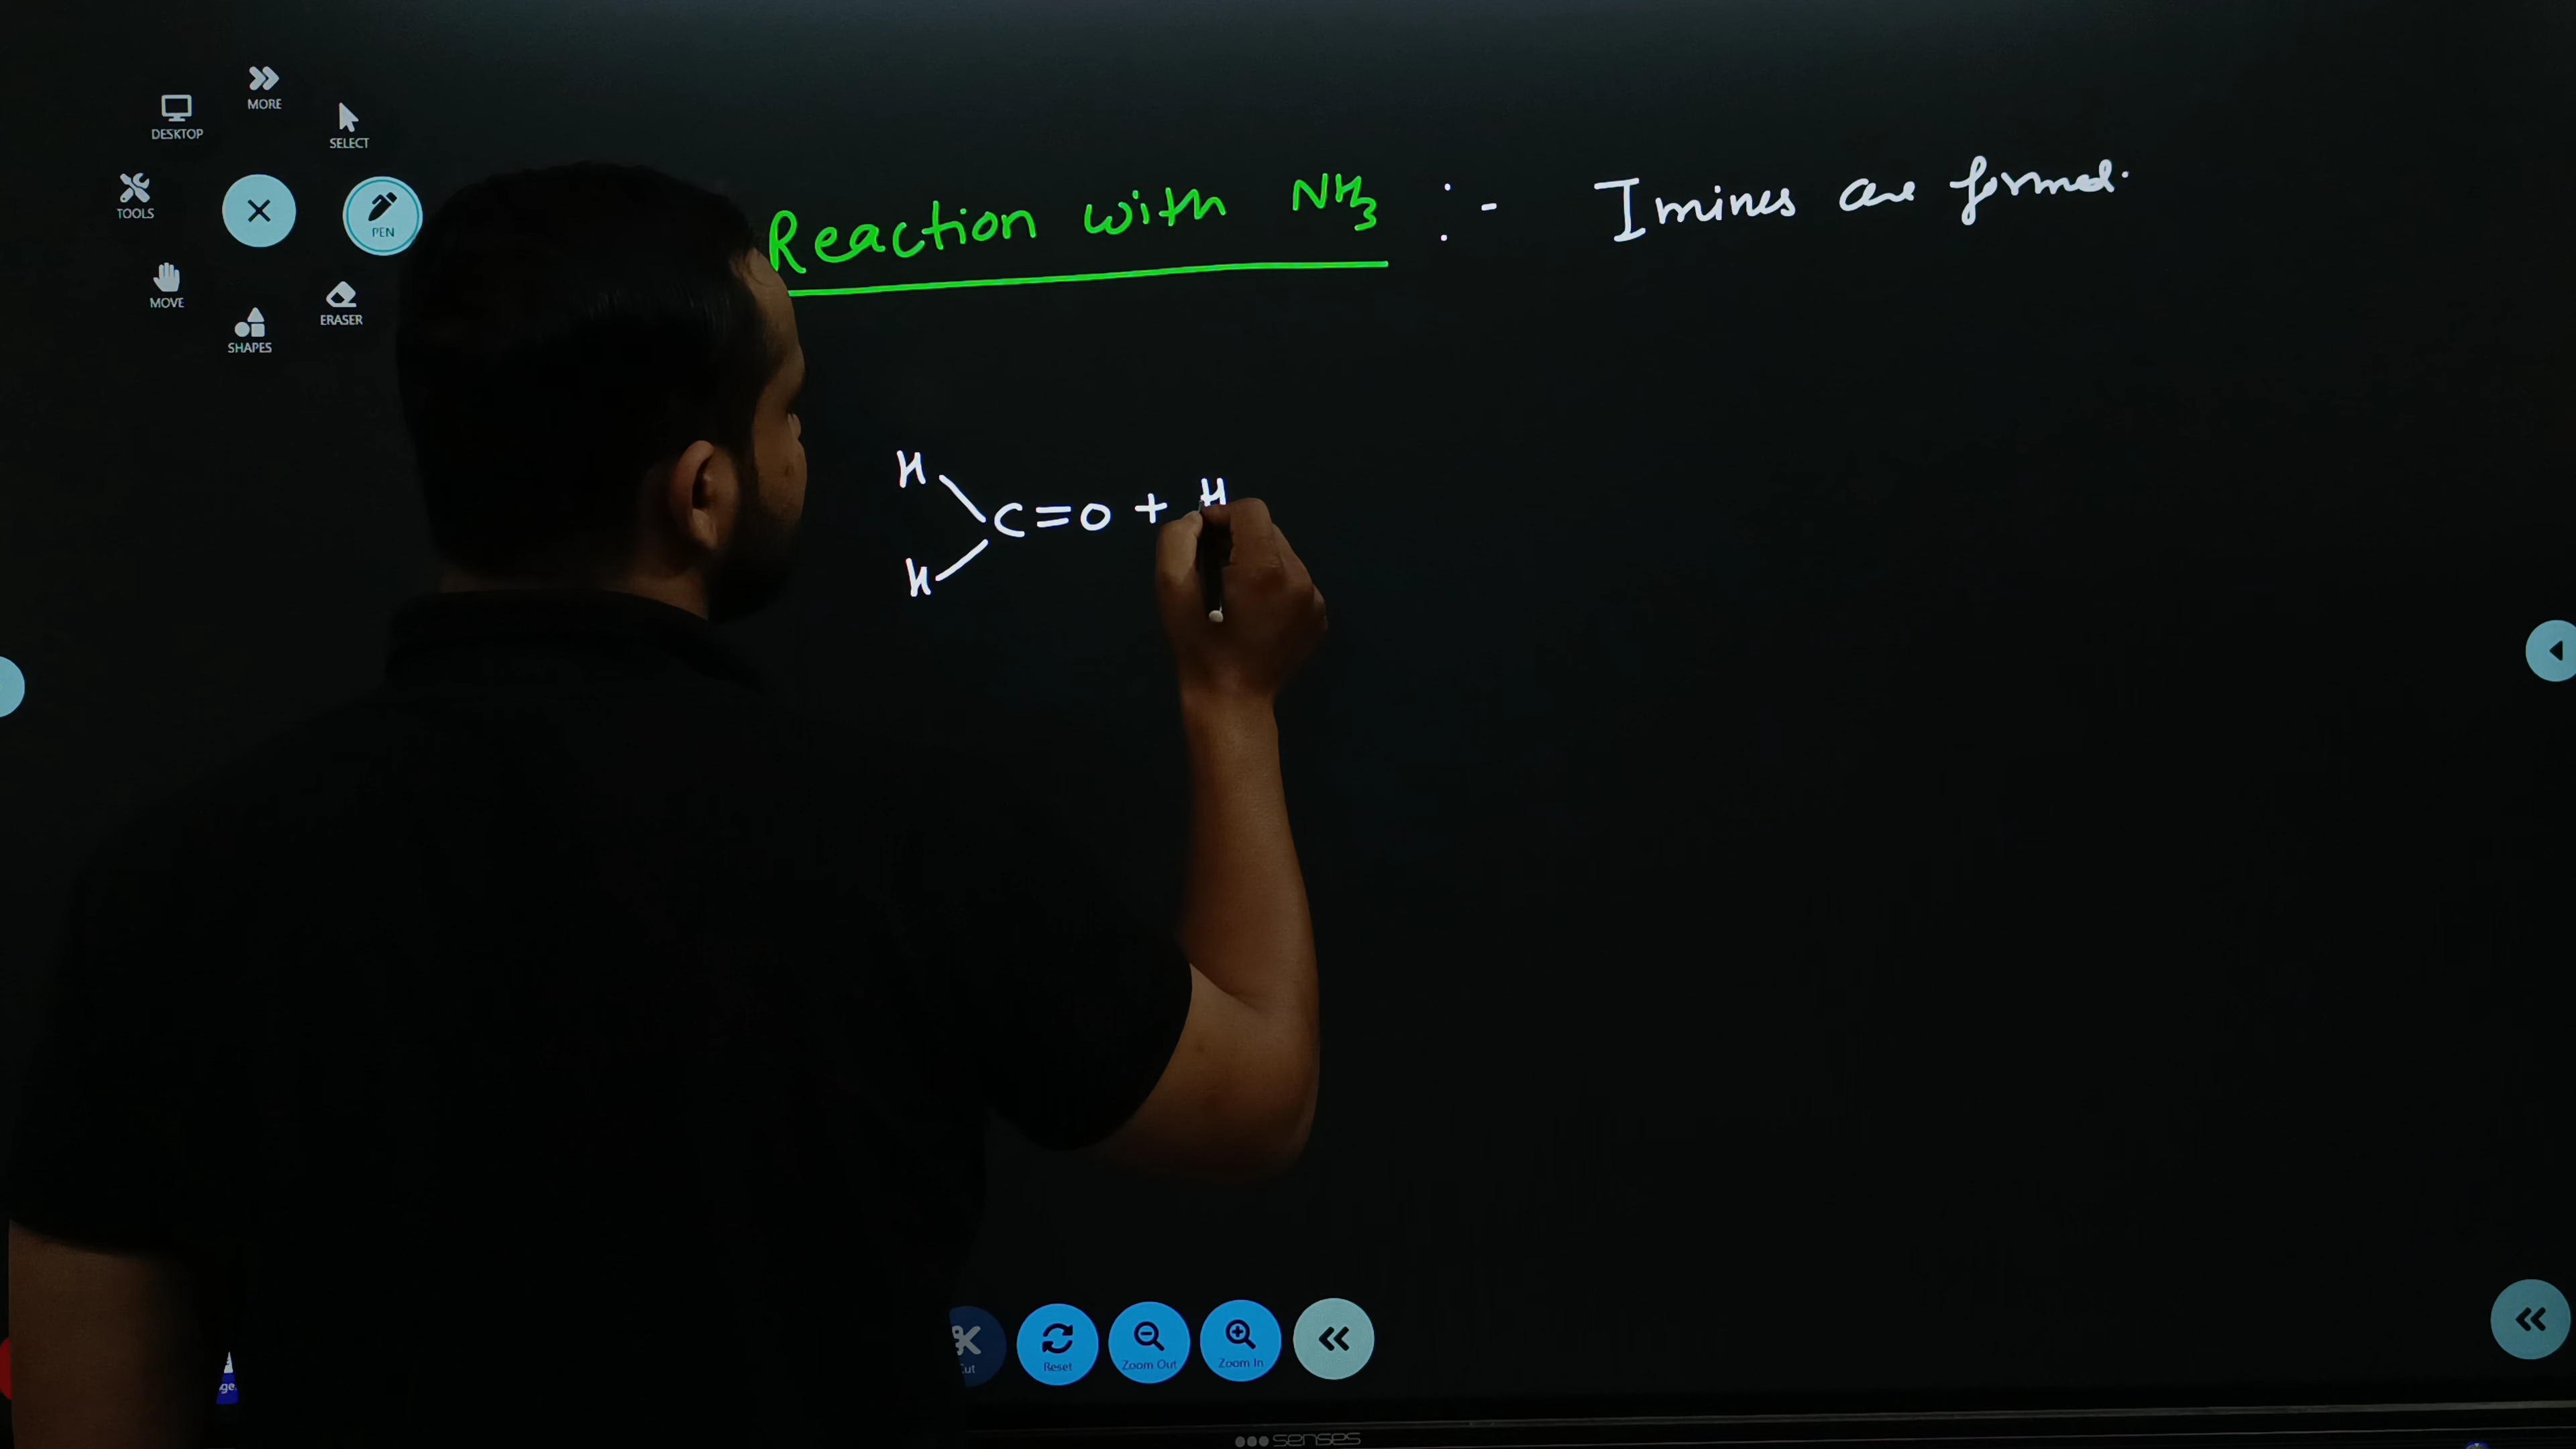 MORE
DESKTOP
SELECT
TOOLS
PEN
MOVE
ERASER
SHAPES
Reaction with NH3 :- Imines are formed.
H
C=O + H
H
Reset
Zoom Out
Zoom In
senses